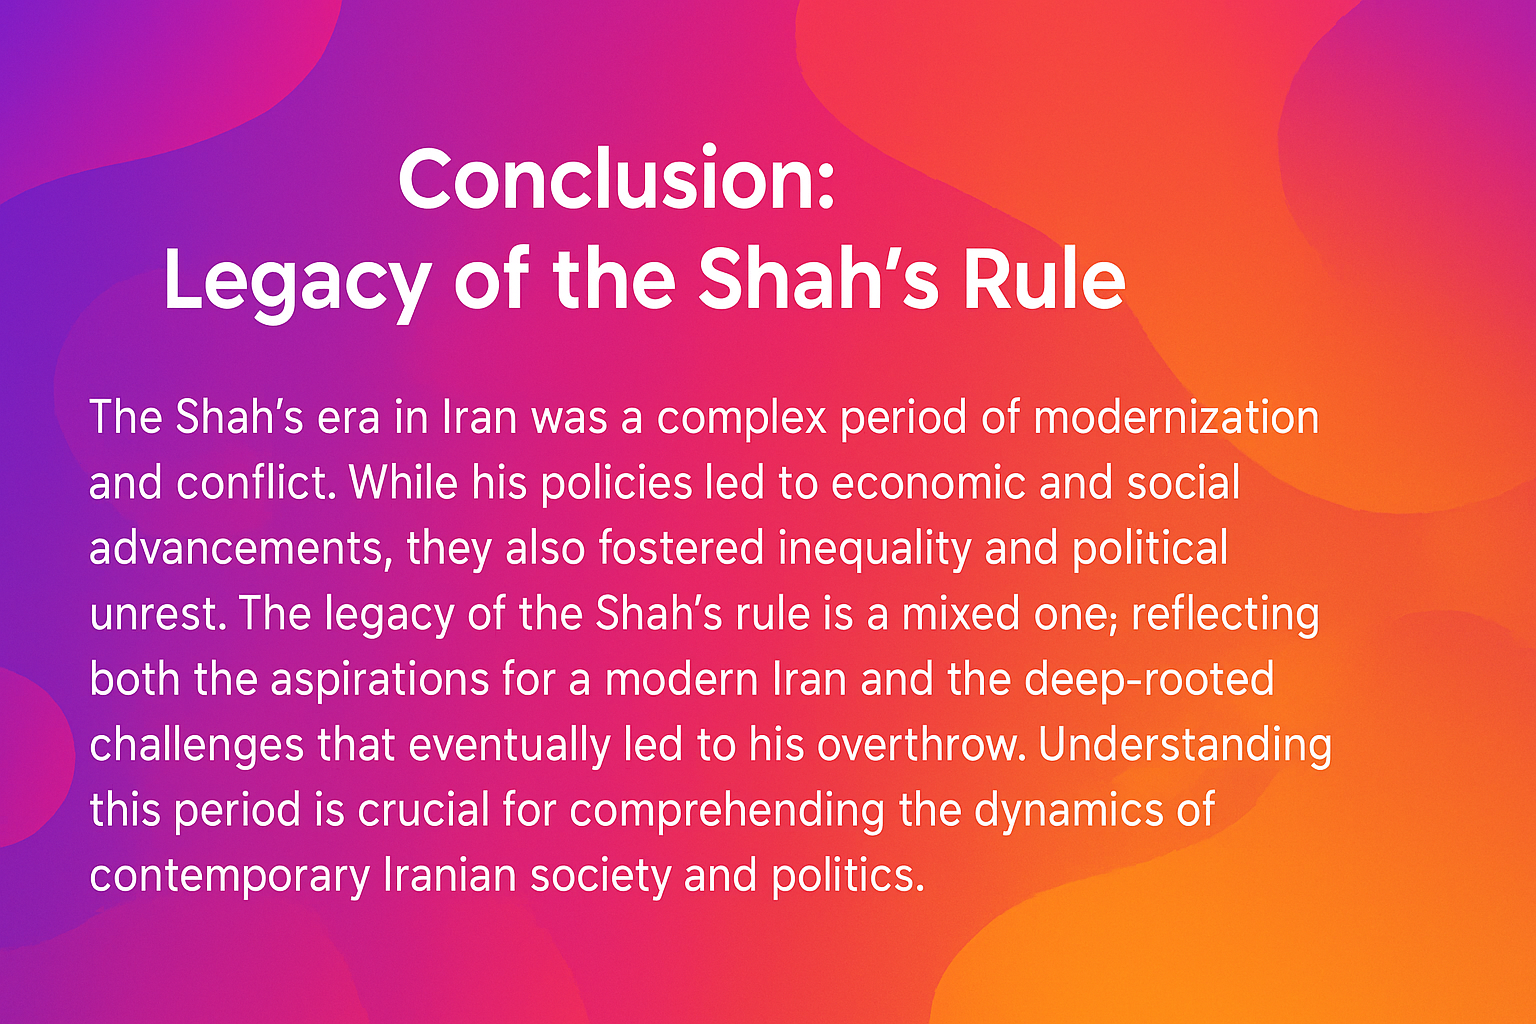 Conclusion:
Legacy of the Shah’s Rule
The Shah’s era in Iran was a complex period of modernization
and conflict. While his policies led to economic and social
advancements, they also fostered inequality and political
unrest. The legacy of the Shah’s rule is a mixed one; reflecting
both the aspirations for a modern Iran and the deep-rooted
challenges that eventually led to his overthrow. Understanding
this period is crucial for comprehending the dynamics of
contemporary Iranian society and politics.